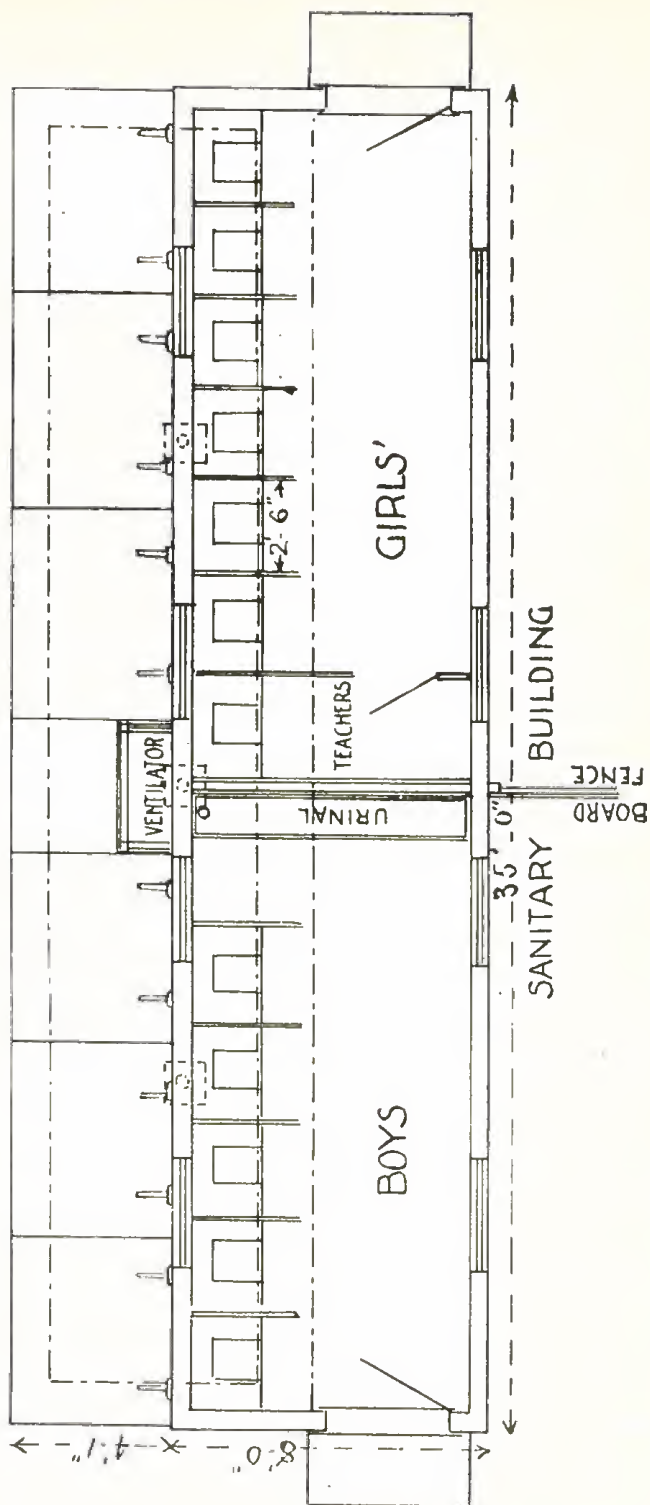 VENTILATOR
2'-6"
TEACHERS
URINAL
BOYS
GIRLS'
35' 0"
SANITARY BUILDING
BOARD FENCE
8'-0"
4'1"